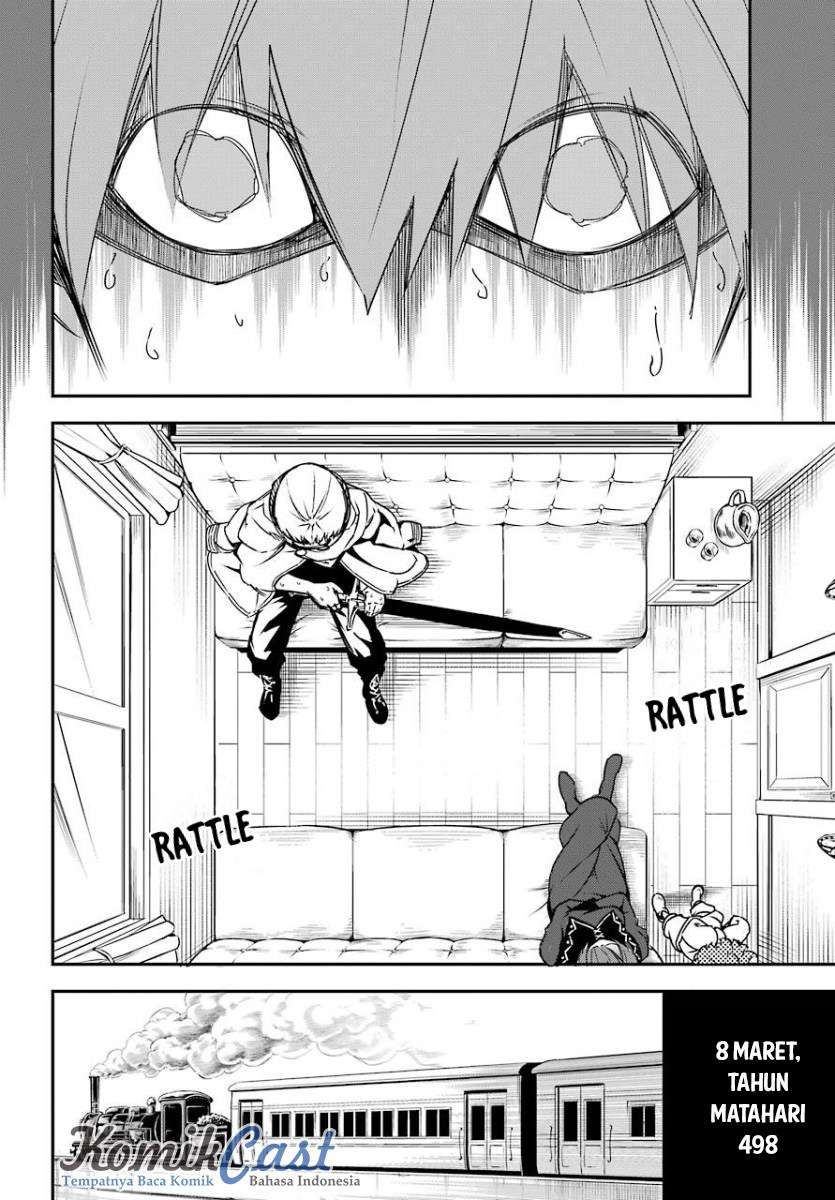 RATTLE
RATTLE
8 MARET,
TAHUN
MATAHARI
498
KomikCast
Tempatnya Baca Komik Bahasa Indonesia